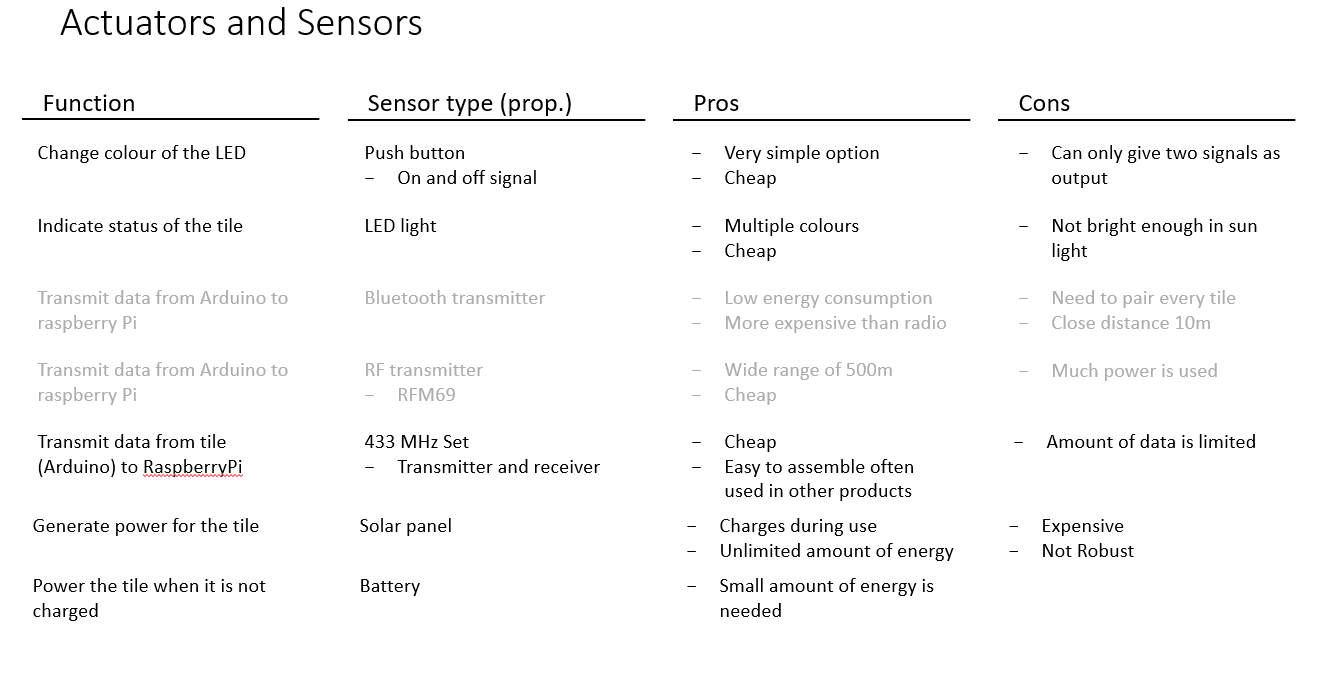 Actuators and Sensors
Function
Sensor type (prop.)
Pros
Cons
Change colour of the LED
Push button
– On and off signal
– Very simple option
– Cheap
– Can only give two signals as
output
Indicate status of the tile
LED light
– Multiple colours
– Cheap
– Not bright enough in sun
light
Transmit data from Arduino to
raspberry Pi
Bluetooth transmitter
– Low energy consumption
– More expensive than radio
– Need to pair every tile
– Close distance 10m
Transmit data from Arduino to
raspberry Pi
RF transmitter
– RFM69
– Wide range of 500m
– Cheap
– Much power is used
Transmit data from tile
(Arduino) to RaspberryPi
433 MHz Set
– Transmitter and receiver
– Cheap
– Easy to assemble often
used in other products
– Amount of data is limited
Generate power for the tile
Solar panel
– Charges during use
– Unlimited amount of energy
– Expensive
– Not Robust
Power the tile when it is not
charged
Battery
– Small amount of energy is
needed